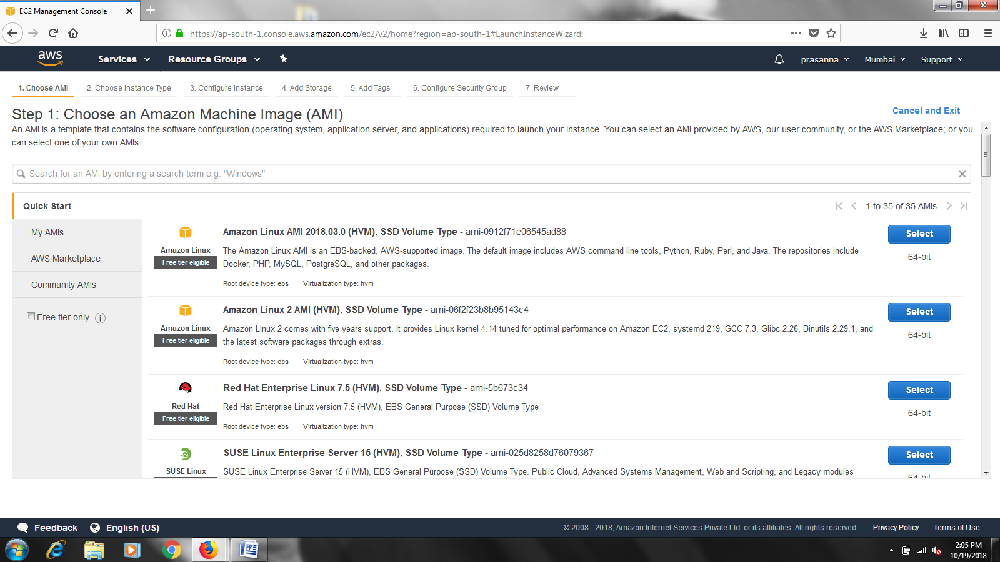 EC2 Management Console
https://ap-south-1.console.aws.amazon.com/ec2/v2/home?region=ap-south-1#LaunchInstanceWizard:
aws Services Resource Groups prasanna Mumbai Support
1. Choose AMI 2. Choose Instance Type 3. Configure Instance 4. Add Storage 5. Add Tags 6. Configure Security Group 7. Review
Step 1: Choose an Amazon Machine Image (AMI)
Cancel and Exit
An AMI is a template that contains the software configuration (operating system, application server, and applications) required to launch your instance. You can select an AMI provided by AWS, our user community, or the AWS Marketplace; or you
can select one of your own AMIs.
Search for an AMI by entering a search term e.g. "Windows"
Quick Start
My AMIs
AWS Marketplace
Community AMIs
Free tier only
1 to 35 of 35 AMIs
Amazon Linux
Free tier eligible
Amazon Linux AMI 2018.03.0 (HVM), SSD Volume Type - ami-0912f71e06545ad88
The Amazon Linux AMI is an EBS-backed, AWS-supported image. The default image includes AWS command line tools, Python, Ruby, Perl, and Java. The repositories include
Docker, PHP, MySQL, PostgreSQL, and other packages.
Root device type: ebs Virtualization type: hvm
Select
64-bit
Amazon Linux
Free tier eligible
Amazon Linux 2 AMI (HVM), SSD Volume Type - ami-06f2f23b8b95143c4
Amazon Linux 2 comes with five years support. It provides Linux kernel 4.14 tuned for optimal performance on Amazon EC2, systemd 219, GCC 7.3, Glibc 2.26, Binutils 2.29.1, and
the latest software packages through extras.
Root device type: ebs Virtualization type: hvm
Select
64-bit
Red Hat
Free tier eligible
Red Hat Enterprise Linux 7.5 (HVM), SSD Volume Type - ami-5b673c34
Red Hat Enterprise Linux version 7.5 (HVM), EBS General Purpose (SSD) Volume Type
Root device type: ebs Virtualization type: hvm
Select
64-bit
SUSE Linux
SUSE Linux Enterprise Server 15 (HVM), SSD Volume Type - ami-025d8258d76079367
SUSE Linux Enterprise Server 15 (HVM), EBS General Purpose (SSD) Volume Type. Public Cloud, Advanced Systems Management, Web and Scripting, and Legacy modules
Select
64-bit
Feedback English (US)
© 2008 - 2018, Amazon Internet Services Private Ltd. or its affiliates. All rights reserved. Privacy Policy Terms of Use
2:05 PM
10/19/2018